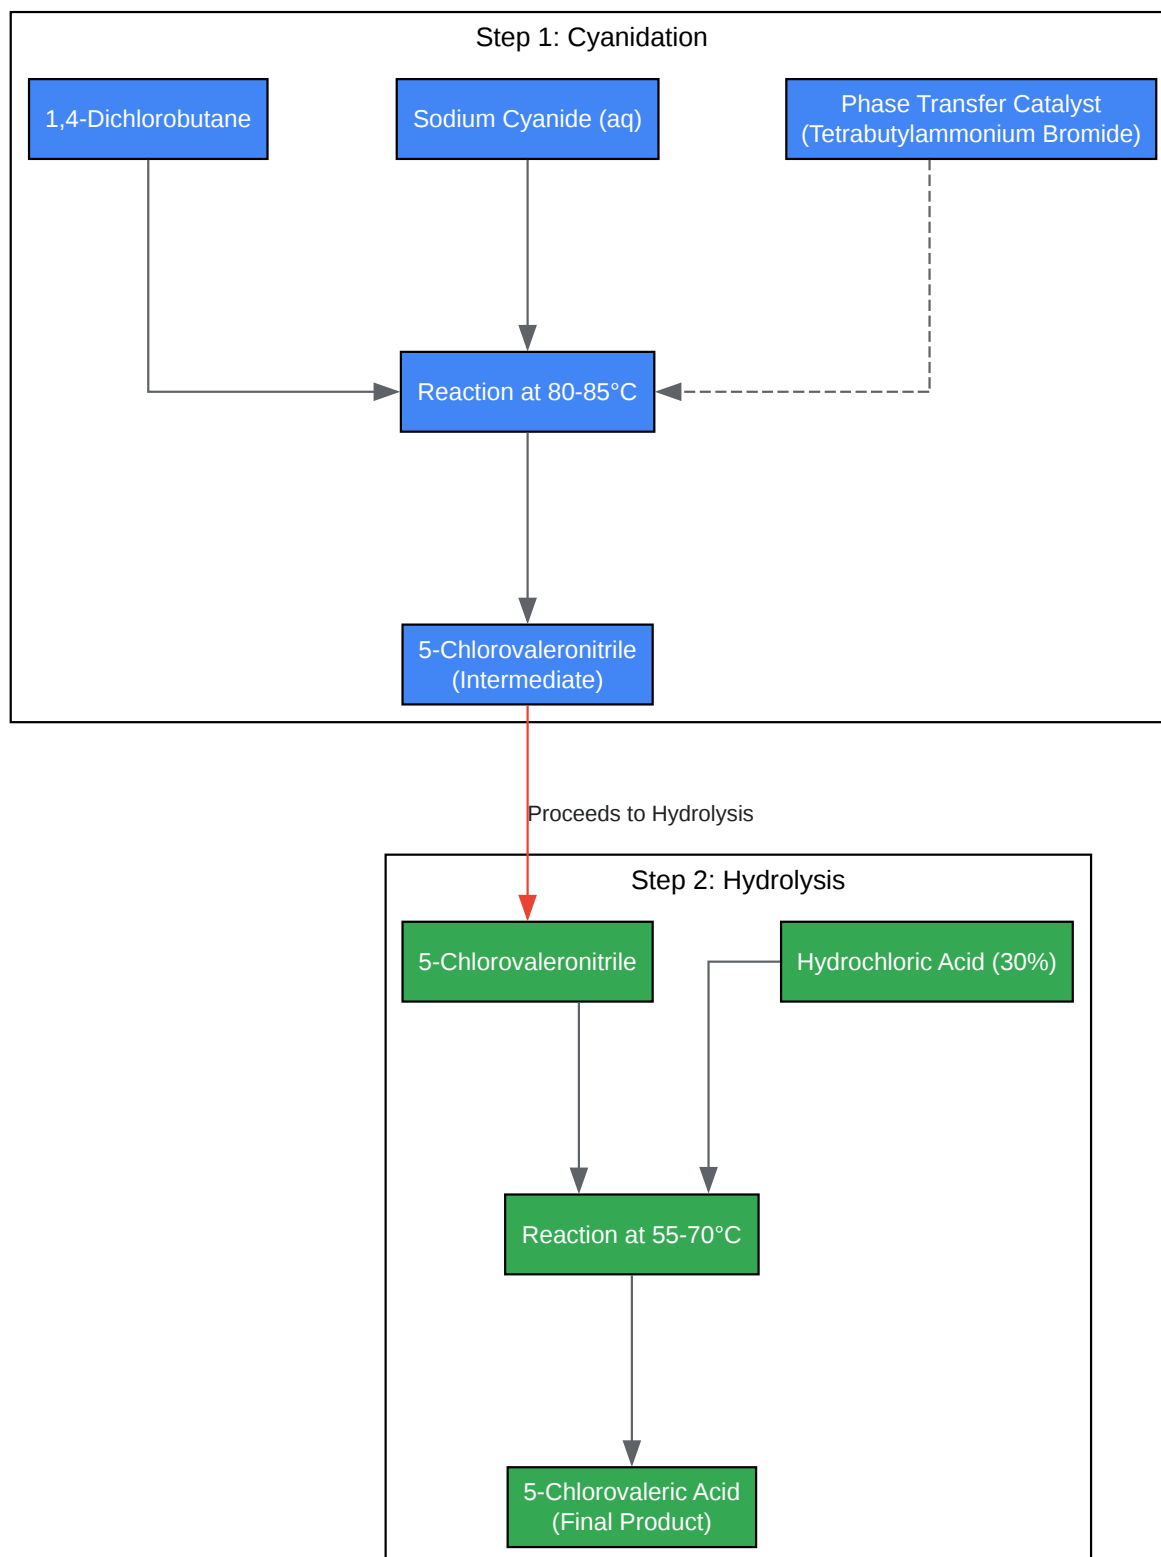 Step 1: Cyanidation
1,4-Dichlorobutane
Sodium Cyanide (aq)
Phase Transfer Catalyst
(Tetrabutylammonium Bromide)
Reaction at 80-85°C
5-Chlorovaleronitrile
(Intermediate)
Proceeds to Hydrolysis
Step 2: Hydrolysis
5-Chlorovaleronitrile
Hydrochloric Acid (30%)
Reaction at 55-70°C
5-Chlorovaleric Acid
(Final Product)